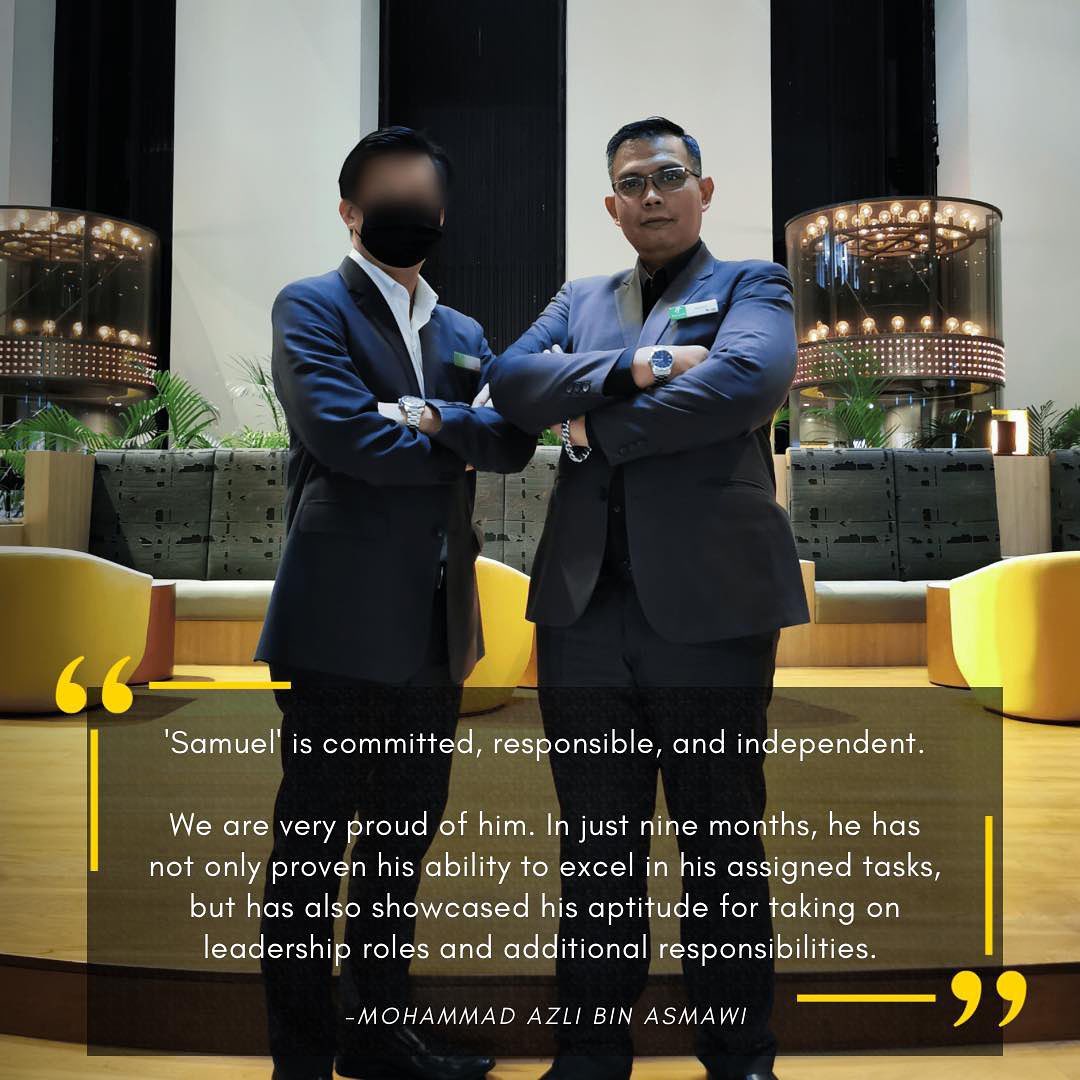 'Samuel' is committed, responsible, and independent.
We are very proud of him. In just nine months, he has
not only proven his ability to excel in his assigned tasks,
but has also showcased his aptitude for taking on
leadership roles and additional responsibilities.
-MOHAMMAD AZLI BIN ASMAWI